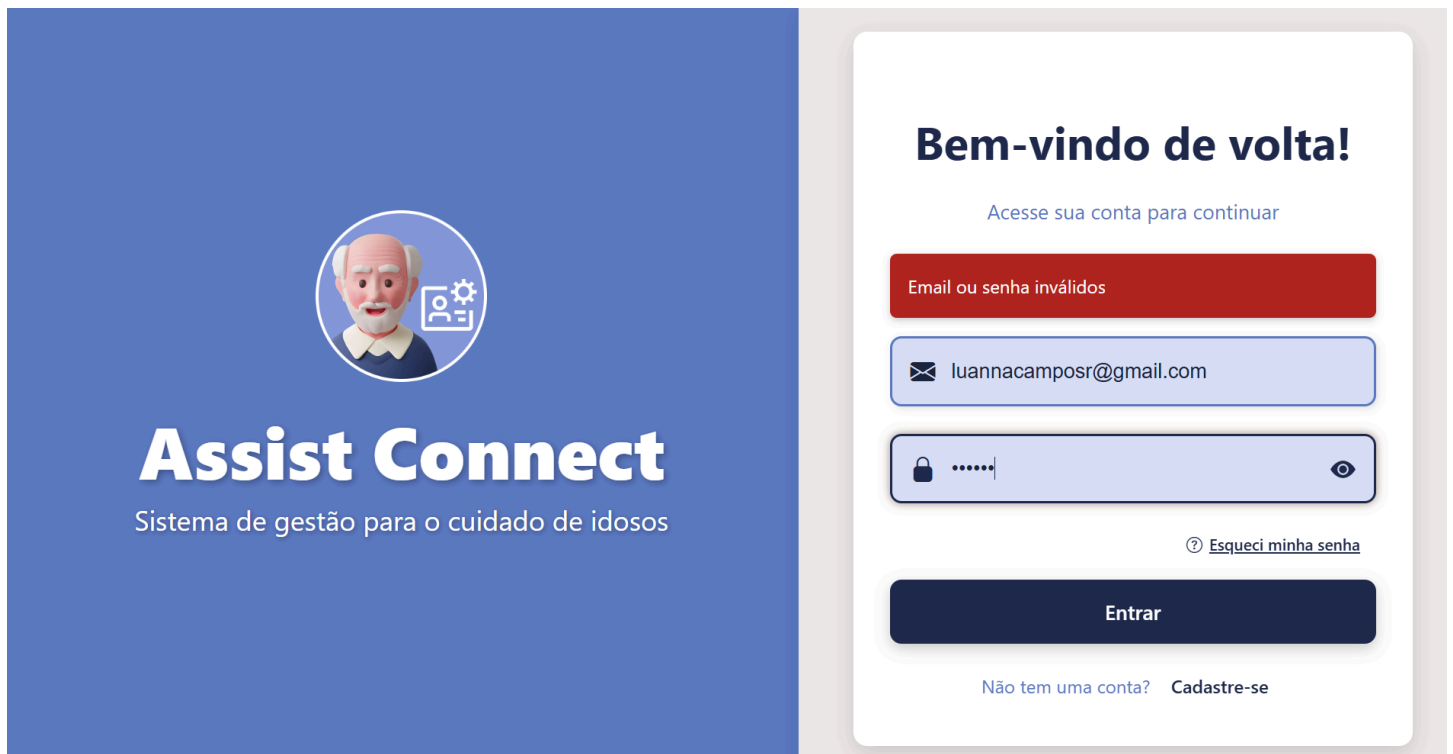 Assist Connect
Sistema de gestão para o cuidado de idosos
Bem-vindo de volta!
Acesse sua conta para continuar
Email ou senha inválidos
luannacamposr@gmail.com
••••••
Esqueci minha senha
Entrar
Não tem uma conta? Cadastre-se